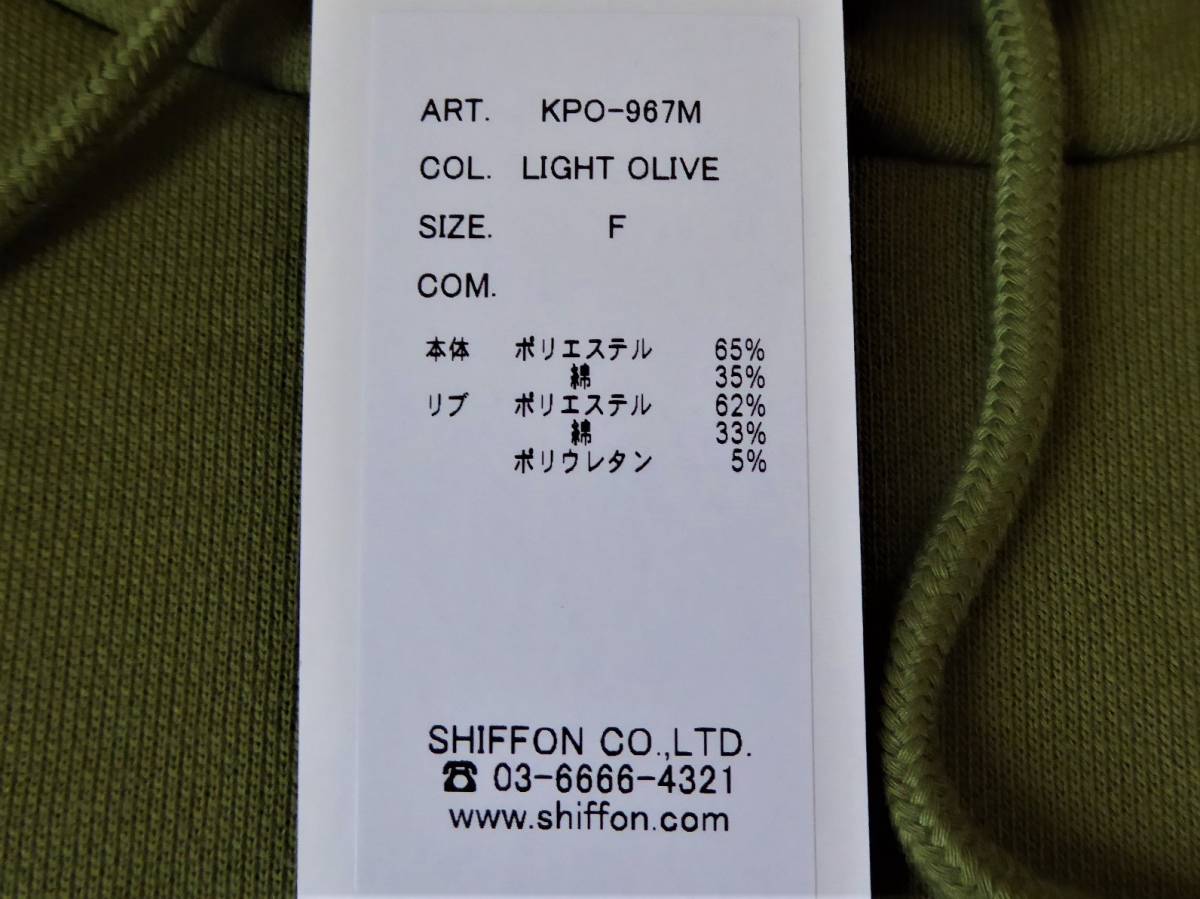 ART. KPO-967M
COL. LIGHT OLIVE
SIZE. F
COM.
本体 ポリエステル 65%
綿 35%
リブ ポリエステル 62%
綿 33%
ポリウレタン 5%
SHIFFON CO.,LTD.
☎ 03-6666-4321
www.shiffon.com